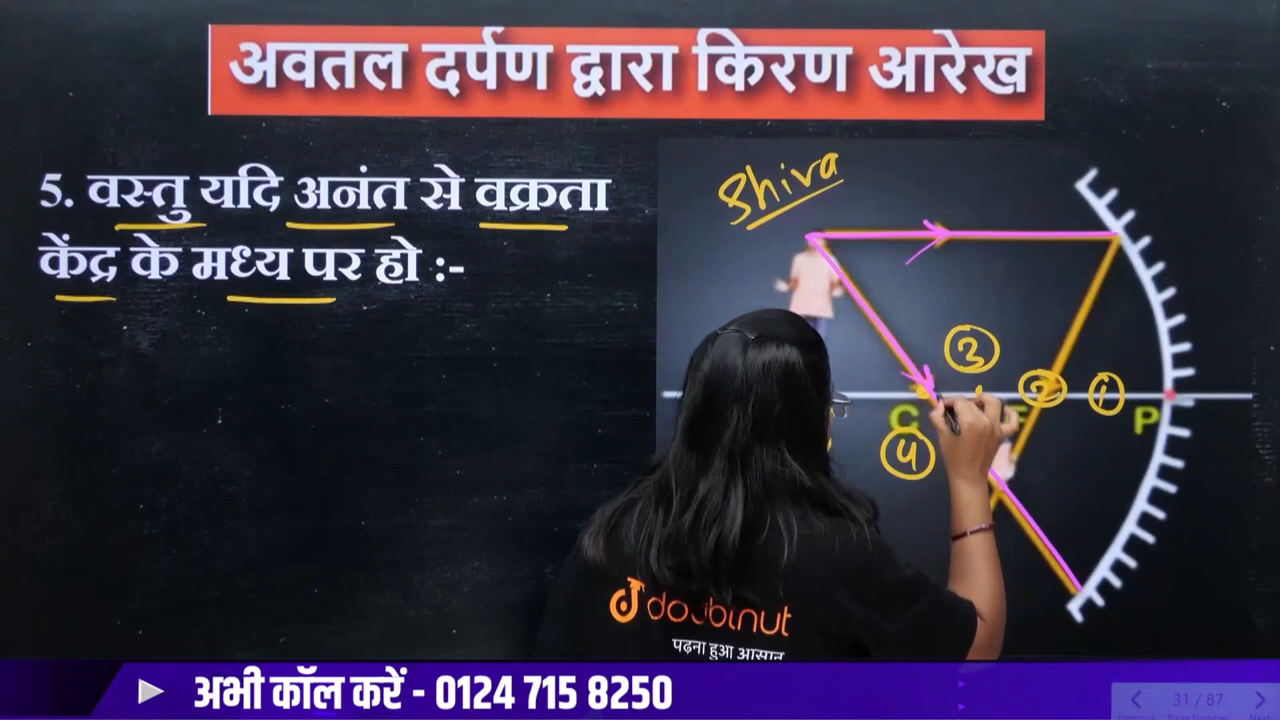 अवतल दर्पण द्वारा किरण आरेख
5. वस्तु यदि अनंत से वक्रता
केंद्र के मध्य पर हो :-
Shiva
3
2
1
C
F
P
4
doubtnut
पढ़ना हुआ आसान
अभी कॉल करें - 0124 715 8250
31 / 87